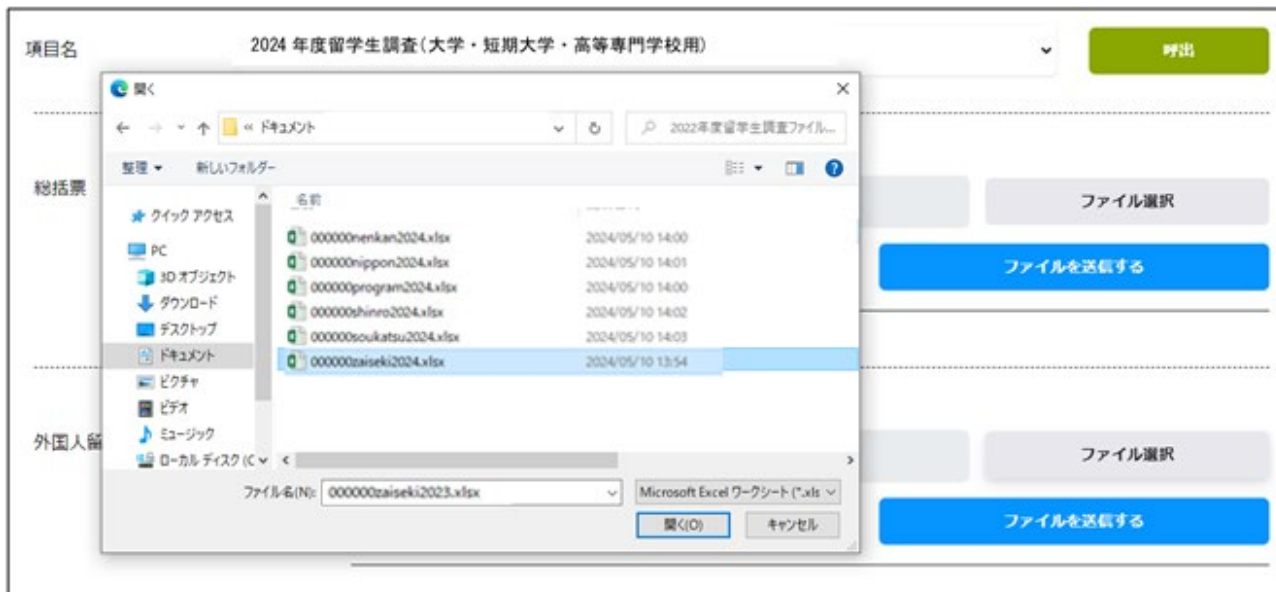 項目名
2024 年度留学生調査(大学・短期大学・高等専門学校用)
呼出
開く
« ドキュメント
2022年度留学生調査ファイル...
整理
新しいフォルダー
総括票
ファイル選択
ファイルを送信する
名前
クイック アクセス
PC
3D オブジェクト
ダウンロード
デスクトップ
ドキュメント
ピクチャ
ビデオ
ミュージック
ローカル ディスク (C
000000nenkan2024.xlsx 2024/05/10 14:00
000000nippon2024.xlsx 2024/05/10 14:01
000000program2024.xlsx 2024/05/10 14:00
000000shinro2024.xlsx 2024/05/10 14:02
000000soukatsu2024.xlsx 2024/05/10 14:03
000000zaiseki2024.xlsx 2024/05/10 13:54
外国人留
ファイル選択
ファイル名(N):
000000zaiseki2023.xlsx
Microsoft Excel ワークシート (*.xls
開く(O)
キャンセル
ファイルを送信する